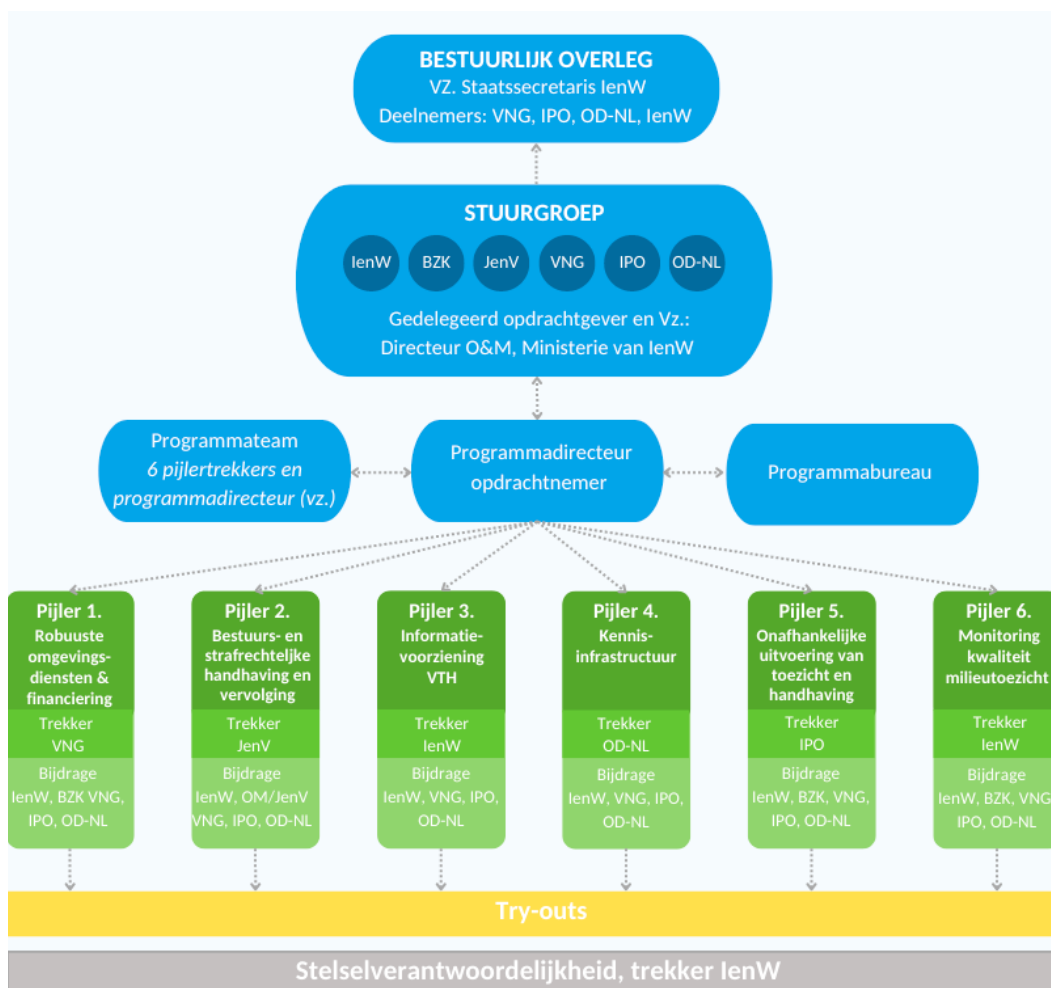 BESTUURLIJK OVERLEG
VZ. Staatssecretaris IenW
Deelnemers: VNG, IPO, OD-NL, IenW
STUURGROEP
IenW BZK JenV VNG IPO OD-NL
Gedelegeerd opdrachtgever en Vz.:
Directeur O&M, Ministerie van IenW
Programmateam
6 pijlertrekkers en
programmadirecteur (vz.)
Programmadirecteur
opdrachtnemer
Programmabureau
Pijler 1.
Robuuste
omgevings-
diensten &
financiering
Trekker
VNG
Bijdrage
IenW, BZK VNG,
IPO, OD-NL
Pijler 2.
Bestuurs- en
strafrechteljke
handhaving en
vervolging
Trekker
JenV
Bijdrage
IenW, OM/JenV
VNG, IPO, OD-NL
Pijler 3.
Informatie-
voorziening
VTH
Trekker
IenW
Bijdrage
IenW, VNG, IPO,
OD-NL
Pijler 4.
Kennis-
infrastructuur
Trekker
OD-NL
Bijdrage
IenW, VNG, IPO,
OD-NL
Pijler 5.
Onafhankelijke
uitvoering van
toezicht en
handhaving
Trekker
IPO
Bijdrage
IenW, BZK, VNG,
IPO, OD-NL
Pijler 6.
Monitoring
kwaliteit
milieutoezicht
Trekker
IenW
Bijdrage
IenW, BZK, VNG
IPO, OD-NL
Try-outs
Stelselverantwoordelijkheid, trekker IenW